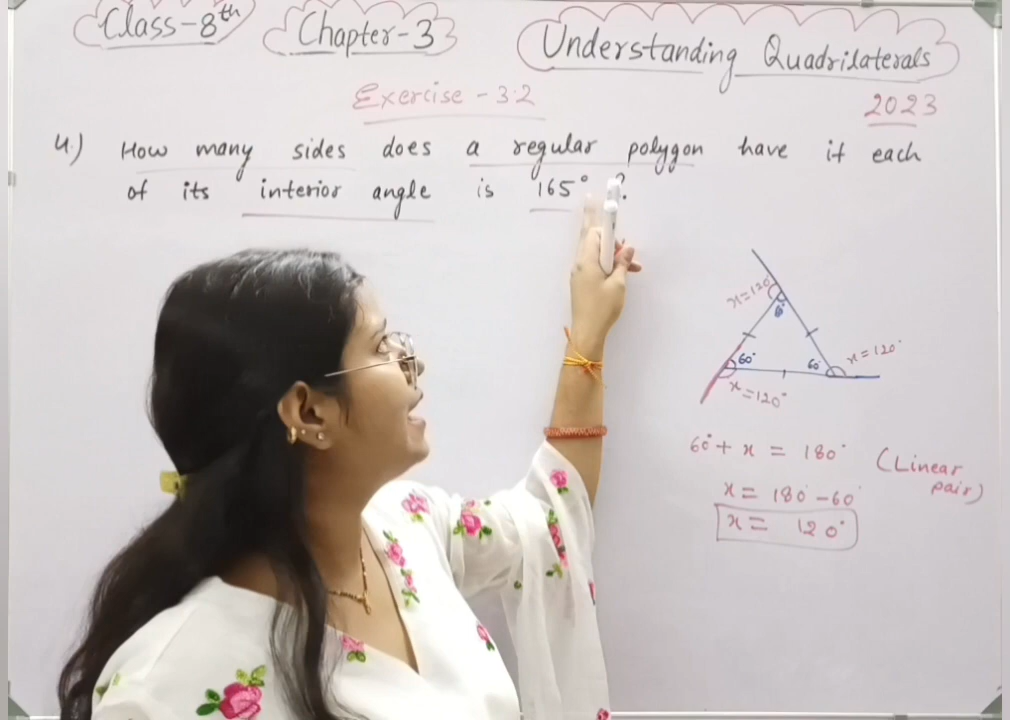 Class-8th Chapter-3 Understanding Quadrilaterals
Exercise - 3.2 2023
4.) How many sides does a regular polygon have if each
of its interior angle is 165° ?
x=120°
60°
60° 60° x=120°
x=120°
60° + x = 180° (Linear
pair)
x = 180 - 60°
x = 120°